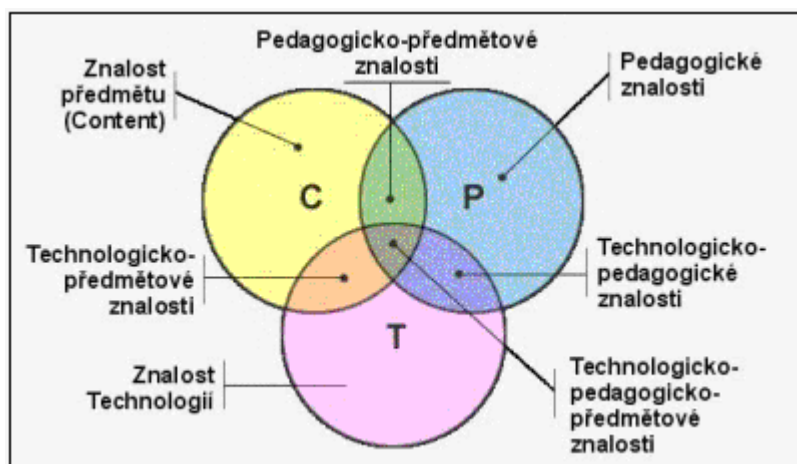 Pedagogicko-předmětové
znalosti
Znalost
předmětu
(Content)
Pedagogické
znalosti
C
P
Technologicko-
předmětové
znalosti
Technologicko-
pedagogické
znalosti
T
Znalost
Technologií
Technologicko-
pedagogicko-
předmětové
znalosti